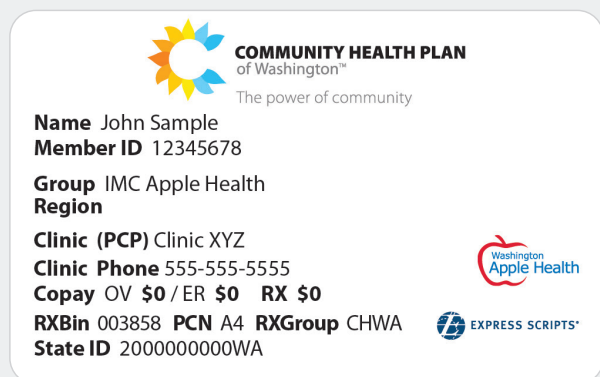 COMMUNITY HEALTH PLAN
of Washington™
The power of community
Name John Sample
Member ID 12345678
Group IMC Apple Health
Region
Clinic (PCP) Clinic XYZ
Clinic Phone 555-555-5555
Copay OV $0 / ER $0 RX $0
RXBin 003858 PCN A4 RXGroup CHWA
State ID 2000000000WA
Washington
Apple Health
EXPRESS SCRIPTS®